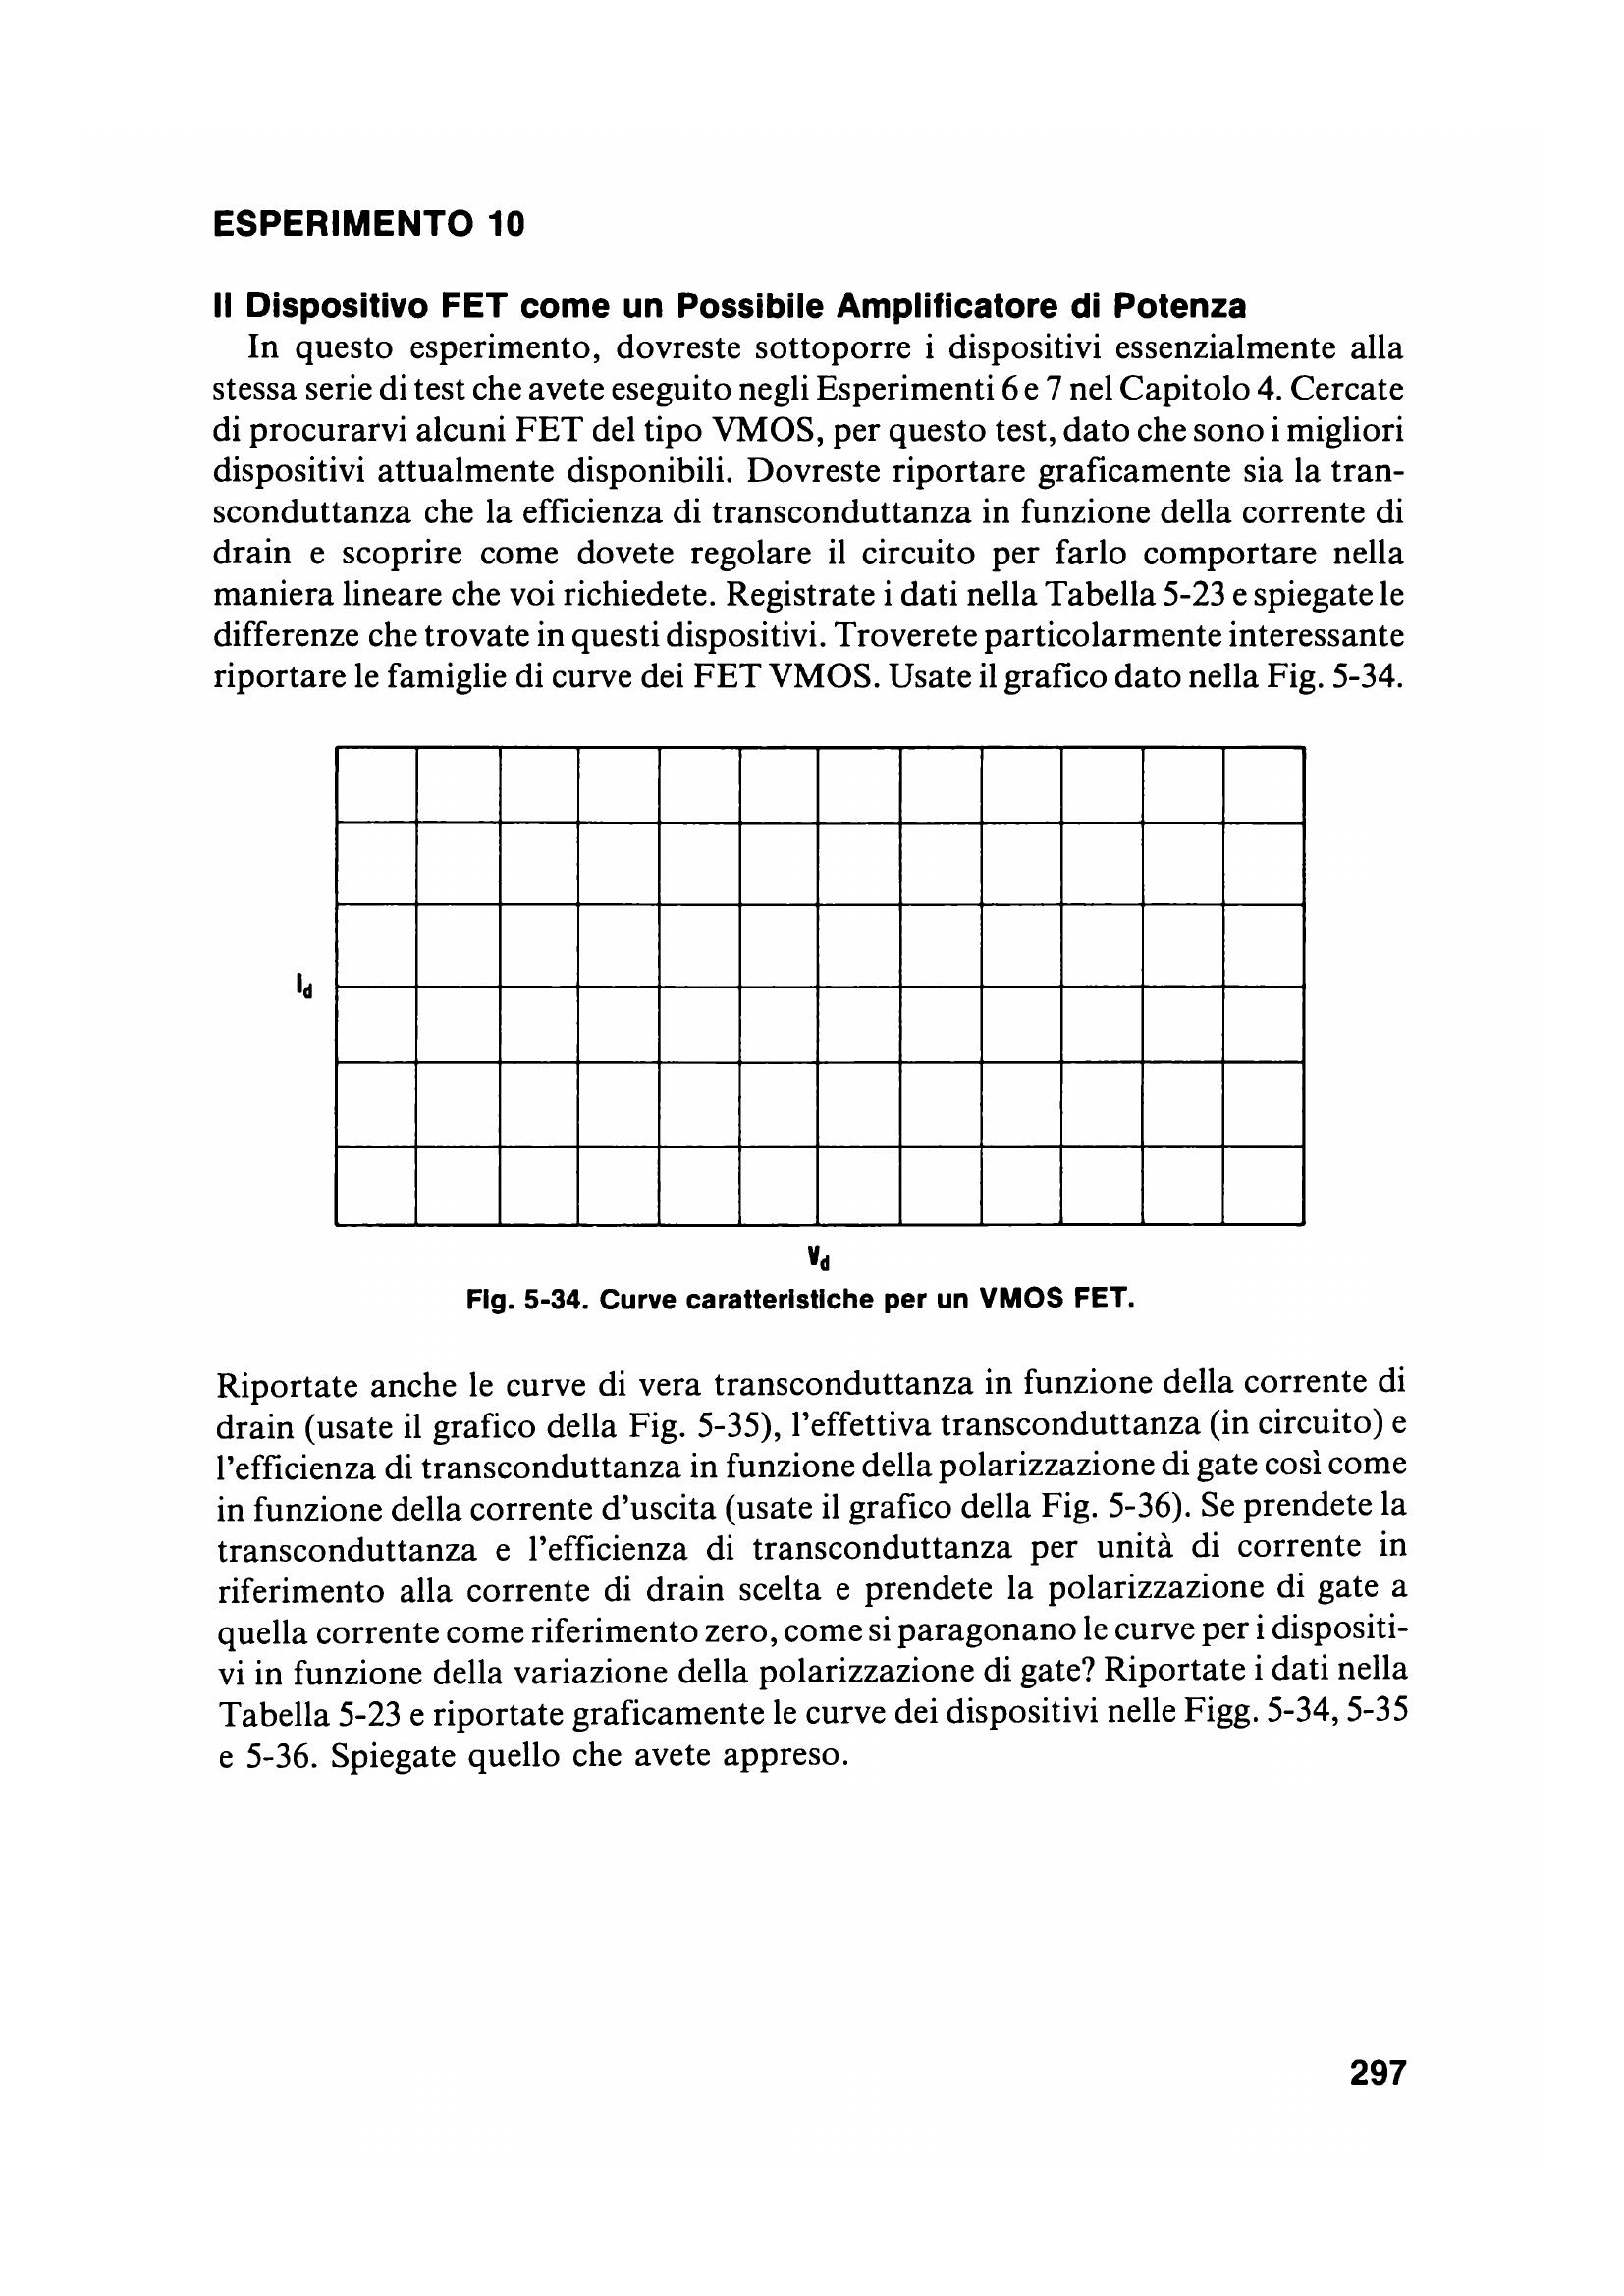 ESPERIMENTO 10
Il Dispositivo FET come un Possibile Amplificatore di Potenza
In questo esperimento, dovreste sottoporre i dispositivi essenzialmente alla
stessa serie di test che avete eseguito negli Esperimenti 6 e 7 nel Capitolo 4. Cercate
di procurarvi alcuni FET del tipo VMOS, per questo test, dato che sono i migliori
dispositivi attualmente disponibili. Dovreste riportare graficamente sia la tran-
sconduttanza che la efficienza di transconduttanza in funzione della corrente di
drain e scoprire come dovete regolare il circuito per farlo comportare nella
maniera lineare che voi richiedete. Registrate i dati nella Tabella 5-23 e spiegate le
differenze che trovate in questi dispositivi. Troverete particolarmente interessante
riportare le famiglie di curve dei FET VMOS. Usate il grafico dato nella Fig. 5-34.
Id
Vd
Fig. 5-34. Curve caratteristiche per un VMOS FET.
Riportate anche le curve di vera transconduttanza in funzione della corrente di
drain (usate il grafico della Fig. 5-35), l'effettiva transconduttanza (in circuito) e
l'efficienza di transconduttanza in funzione della polarizzazione di gate così come
in funzione della corrente d'uscita (usate il grafico della Fig. 5-36). Se prendete la
transconduttanza e l'efficienza di transconduttanza per unità di corrente in
riferimento alla corrente di drain scelta e prendete la polarizzazione di gate a
quella corrente come riferimento zero, come si paragonano le curve per i dispositi-
vi in funzione della variazione della polarizzazione di gate? Riportate i dati nella
Tabella 5-23 e riportate graficamente le curve dei dispositivi nelle Figg. 5-34, 5-35
e 5-36. Spiegate quello che avete appreso.
297